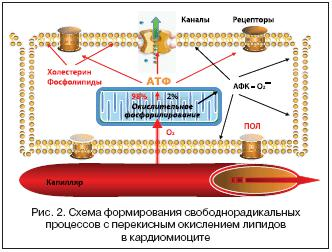 Каналы
Рецепторы
Холестерин
Фосфолипиды
АТФ
98%
2%
АФК=O₂⁻
Окислительное
фосфорилирование
O₂
ПОЛ
Капилляр
Рис. 2. Схема формирования свободнорадикальных
процессов с перекисным окислением липидов
в кардиомиоците